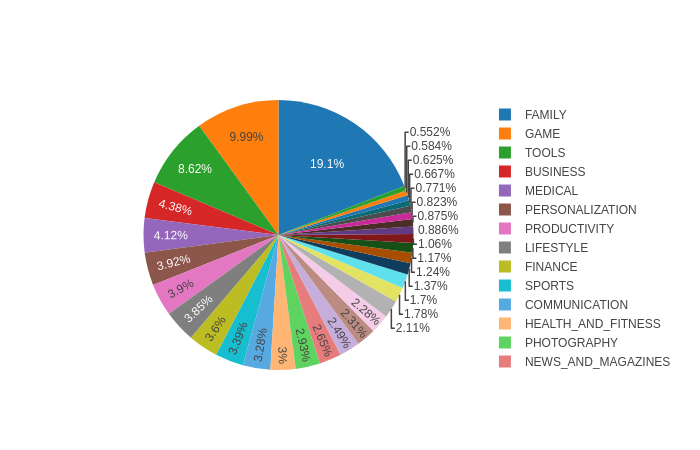 19.1%
9.99%
8.62%
4.38%
4.12%
3.92%
3.9%
3.85%
3.6%
3.39%
3.28%
3%
2.93%
2.65%
2.49%
2.31%
2.28%
2.11%
1.78%
1.7%
1.37%
1.24%
1.17%
1.06%
0.886%
0.875%
0.823%
0.771%
0.667%
0.625%
0.584%
0.552%
FAMILY
GAME
TOOLS
BUSINESS
MEDICAL
PERSONALIZATION
PRODUCTIVITY
LIFESTYLE
FINANCE
SPORTS
COMMUNICATION
HEALTH_AND_FITNESS
PHOTOGRAPHY
NEWS_AND_MAGAZINES